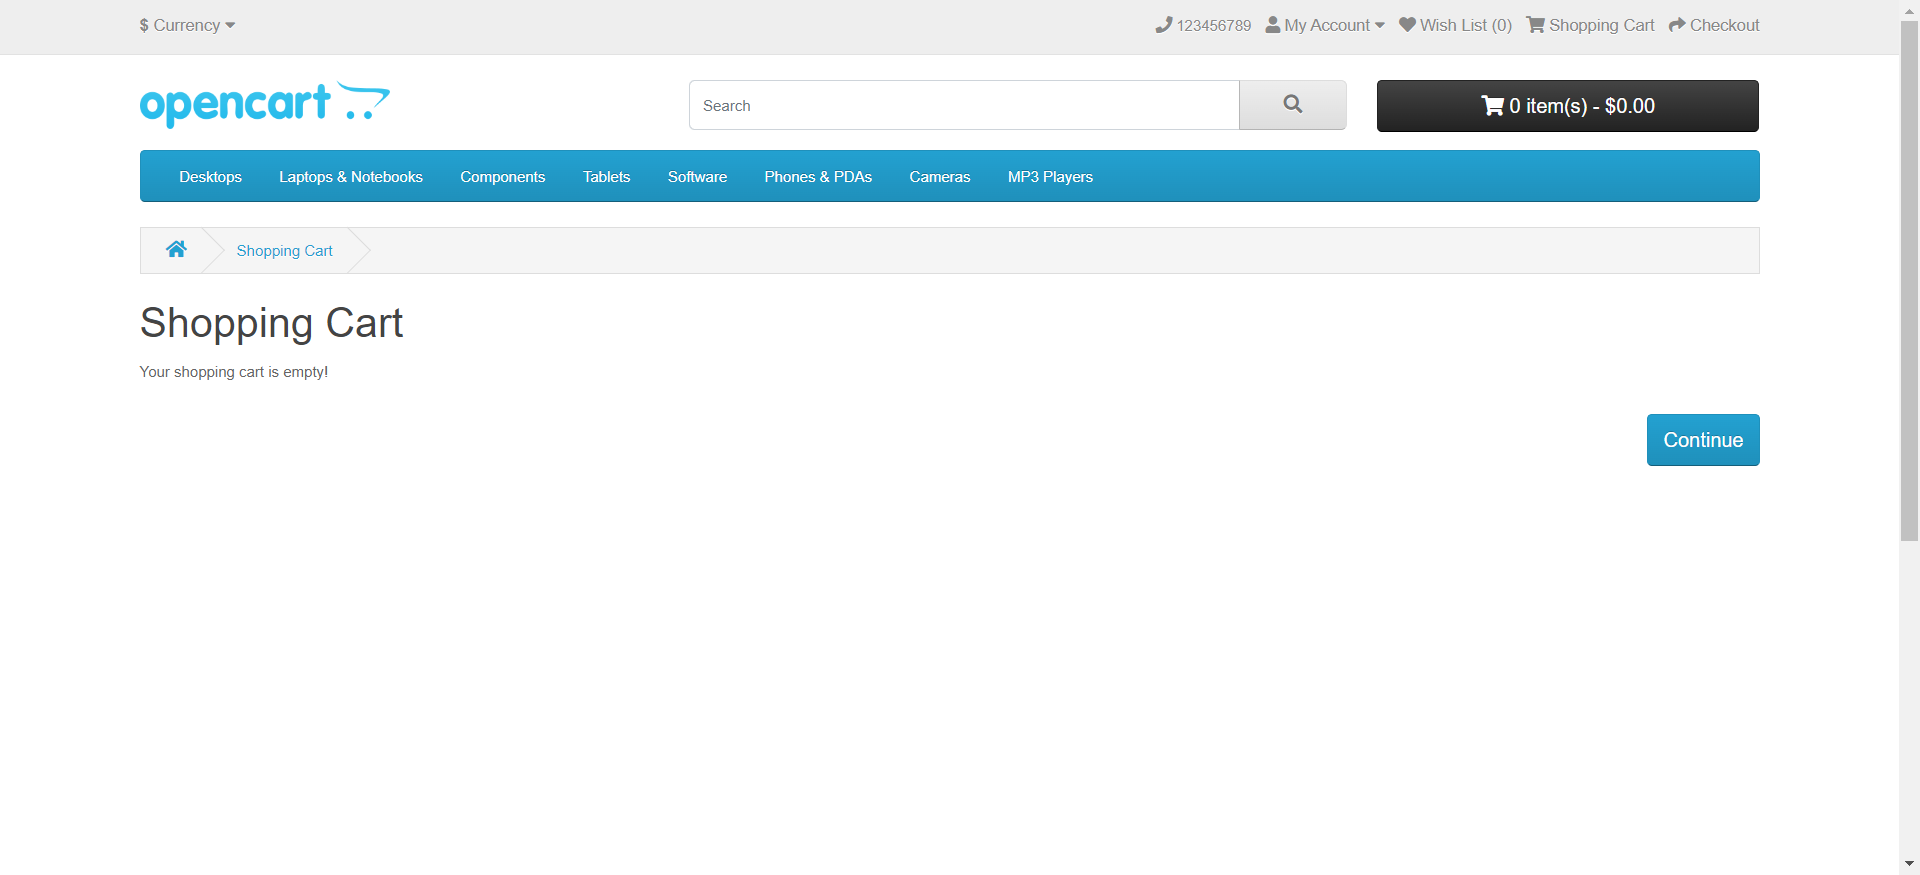 $ Currency
123456789 My Account Wish List (0) Shopping Cart Checkout
opencart
Search
0 item(s) - $0.00
Desktops Laptops & Notebooks Components Tablets Software Phones & PDAs Cameras MP3 Players
Shopping Cart
Shopping Cart
Your shopping cart is empty!
Continue